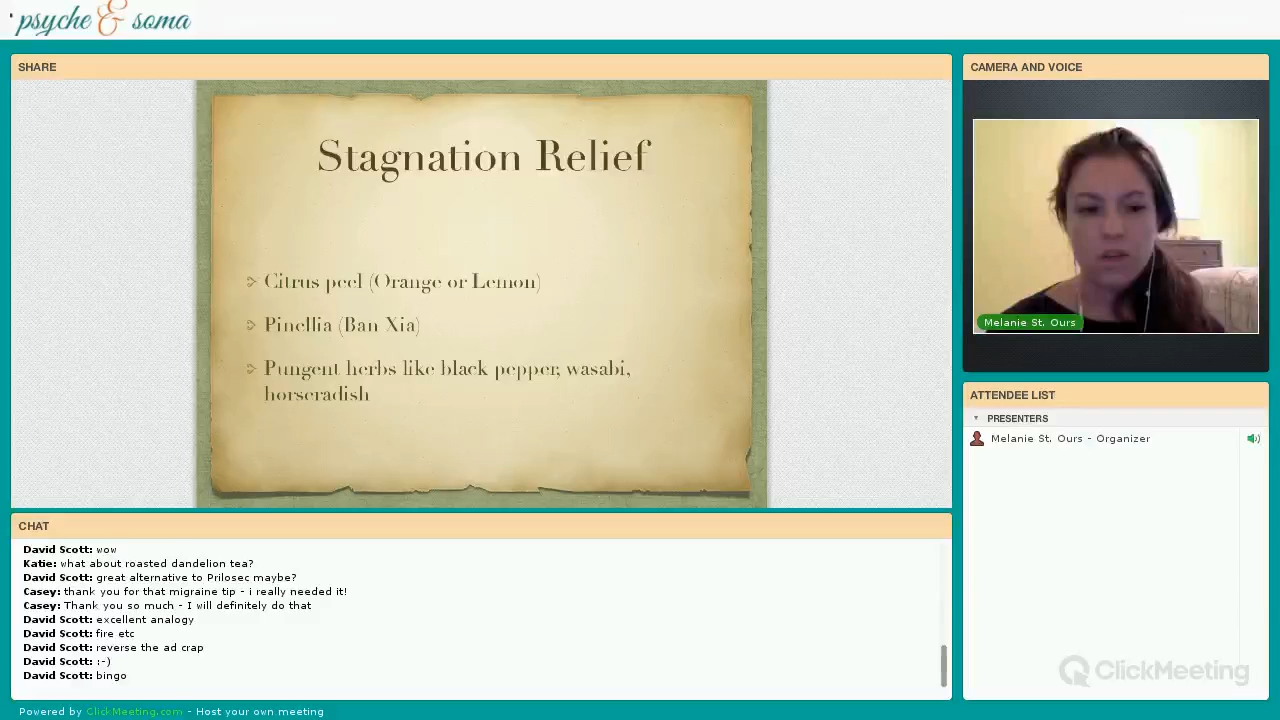 psyche & soma
SHARE
Stagnation Relief
Citrus peel (Orange or Lemon)
Pinellia (Ban Xia)
Pungent herbs like black pepper, wasabi,
horseradish
CAMERA AND VOICE
Melanie St. Ours
ATTENDEE LIST
PRESENTERS
Melanie St. Ours - Organizer
CHAT
David Scott: wow
Katie: what about roasted dandelion tea?
David Scott: great alternative to Prilosec maybe?
Casey: thank you for that migraine tip - i really needed it!
Casey: Thank you so much - I will definitely do that
David Scott: excellent analogy
David Scott: fire etc
David Scott: reverse the ad crap
David Scott: :-)
David Scott: bingo
ClickMeeting
Powered by ClickMeeting.com - Host your own meeting